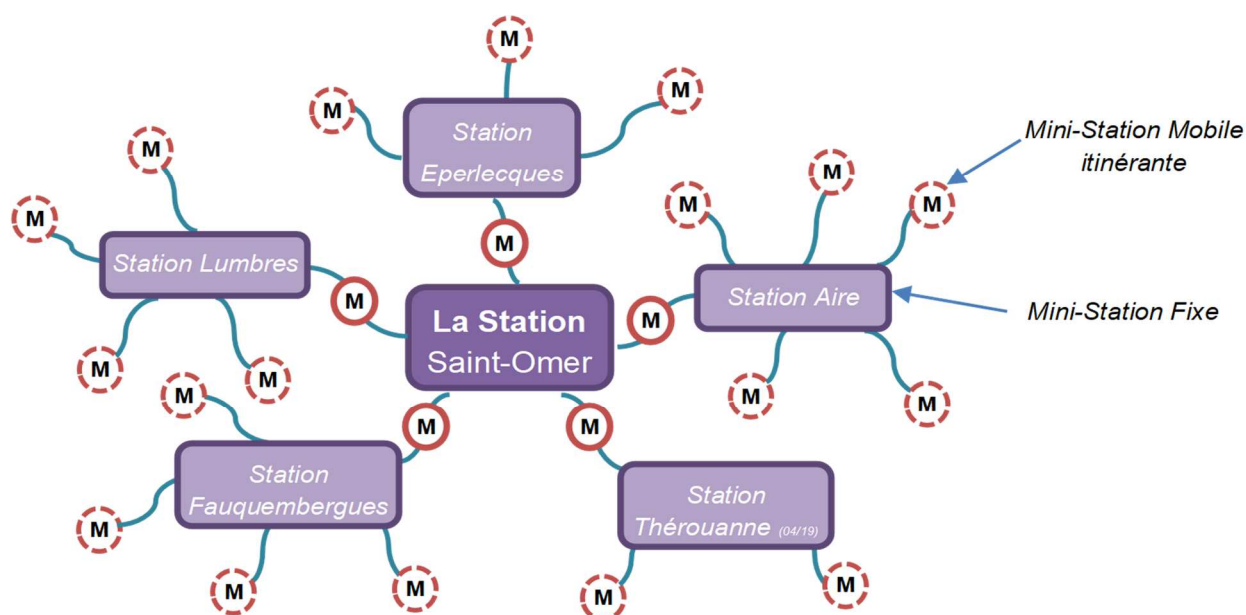 M
M
M
M
Station
Eperlecques
Mini-Station Mobile
itinérante
M
M
M
M
M
M
Station Lumbres
Station Aire
Mini-Station Fixe
M
M
La Station
Saint-Omer
M
M
M
M
M
M
M
Station
Fauquembergues
Station
Thérouanne (04/19)
M
M
M
M
M